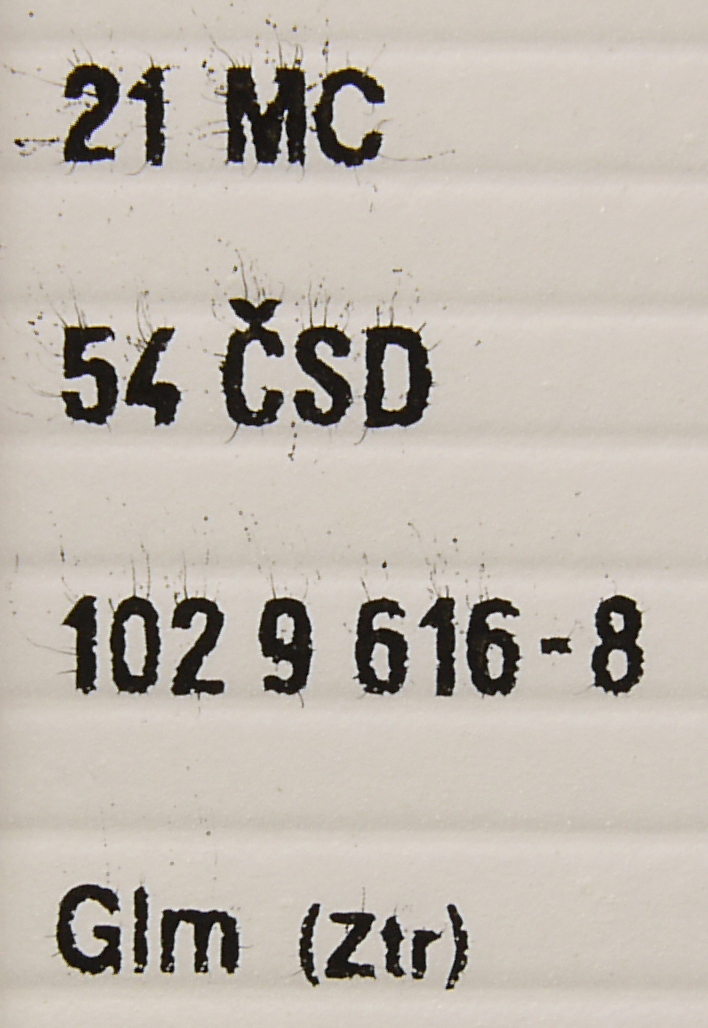 21 MC
54 ČSD
102 9 616-8
Glm (Ztr)